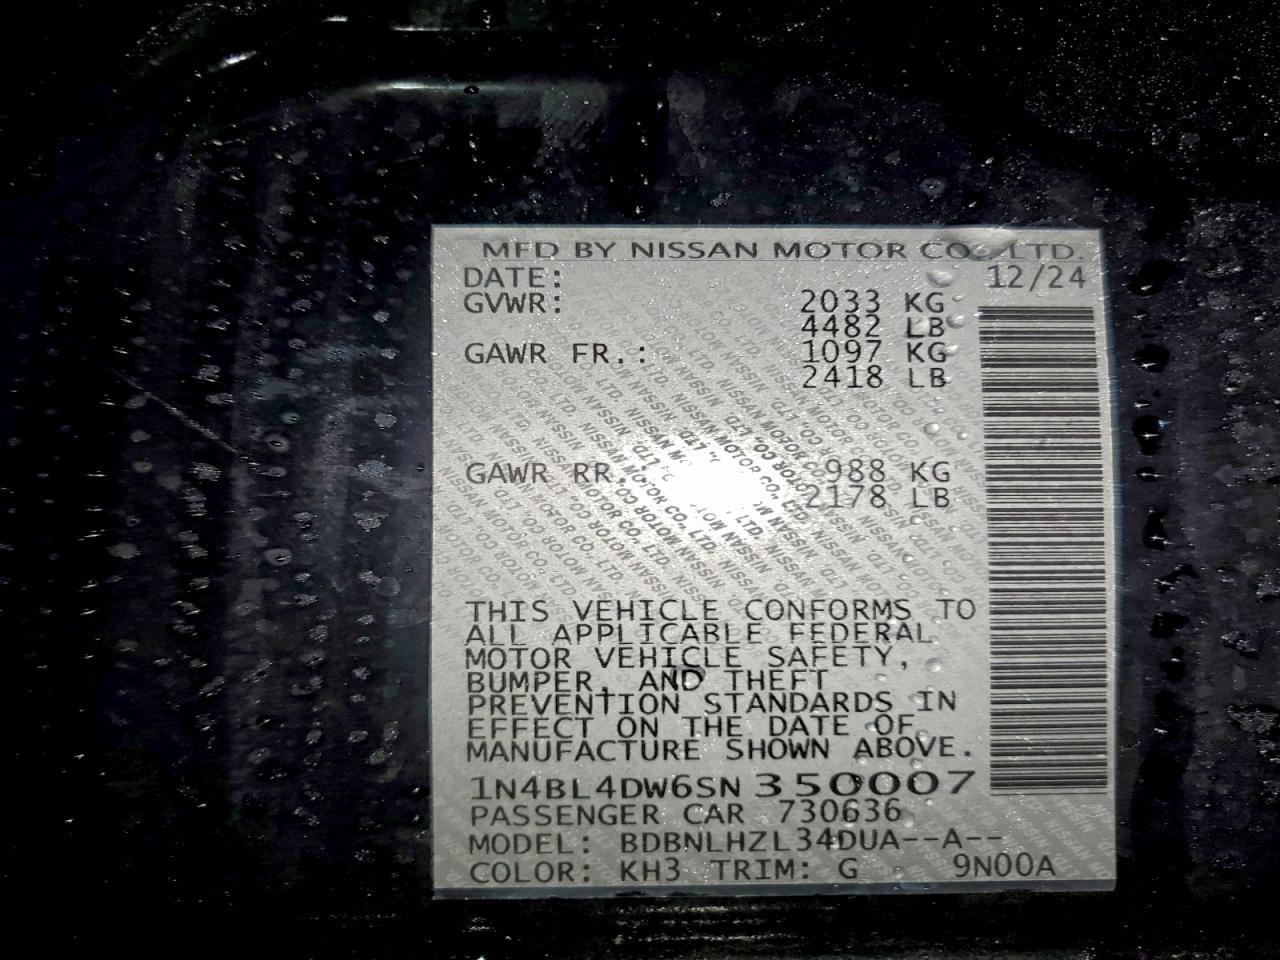 MFD BY NISSAN MOTOR CO., LTD.
DATE: 12/24
GVWR: 2033 KG
4482 LB
GAWR FR.: 1097 KG
2418 LB
GAWR RR. 988 KG
2178 LB
THIS VEHICLE CONFORMS TO
ALL APPLICABLE FEDERAL
MOTOR VEHICLE SAFETY,
BUMPER, AND THEFT
PREVENTION STANDARDS IN
EFFECT ON THE DATE OF
MANUFACTURE SHOWN ABOVE.
1N4BL4DW6SN350007
PASSENGER CAR 730636
MODEL: BDBNLHZL34DUA--A--
COLOR: KH3 TRIM: G 9N00A